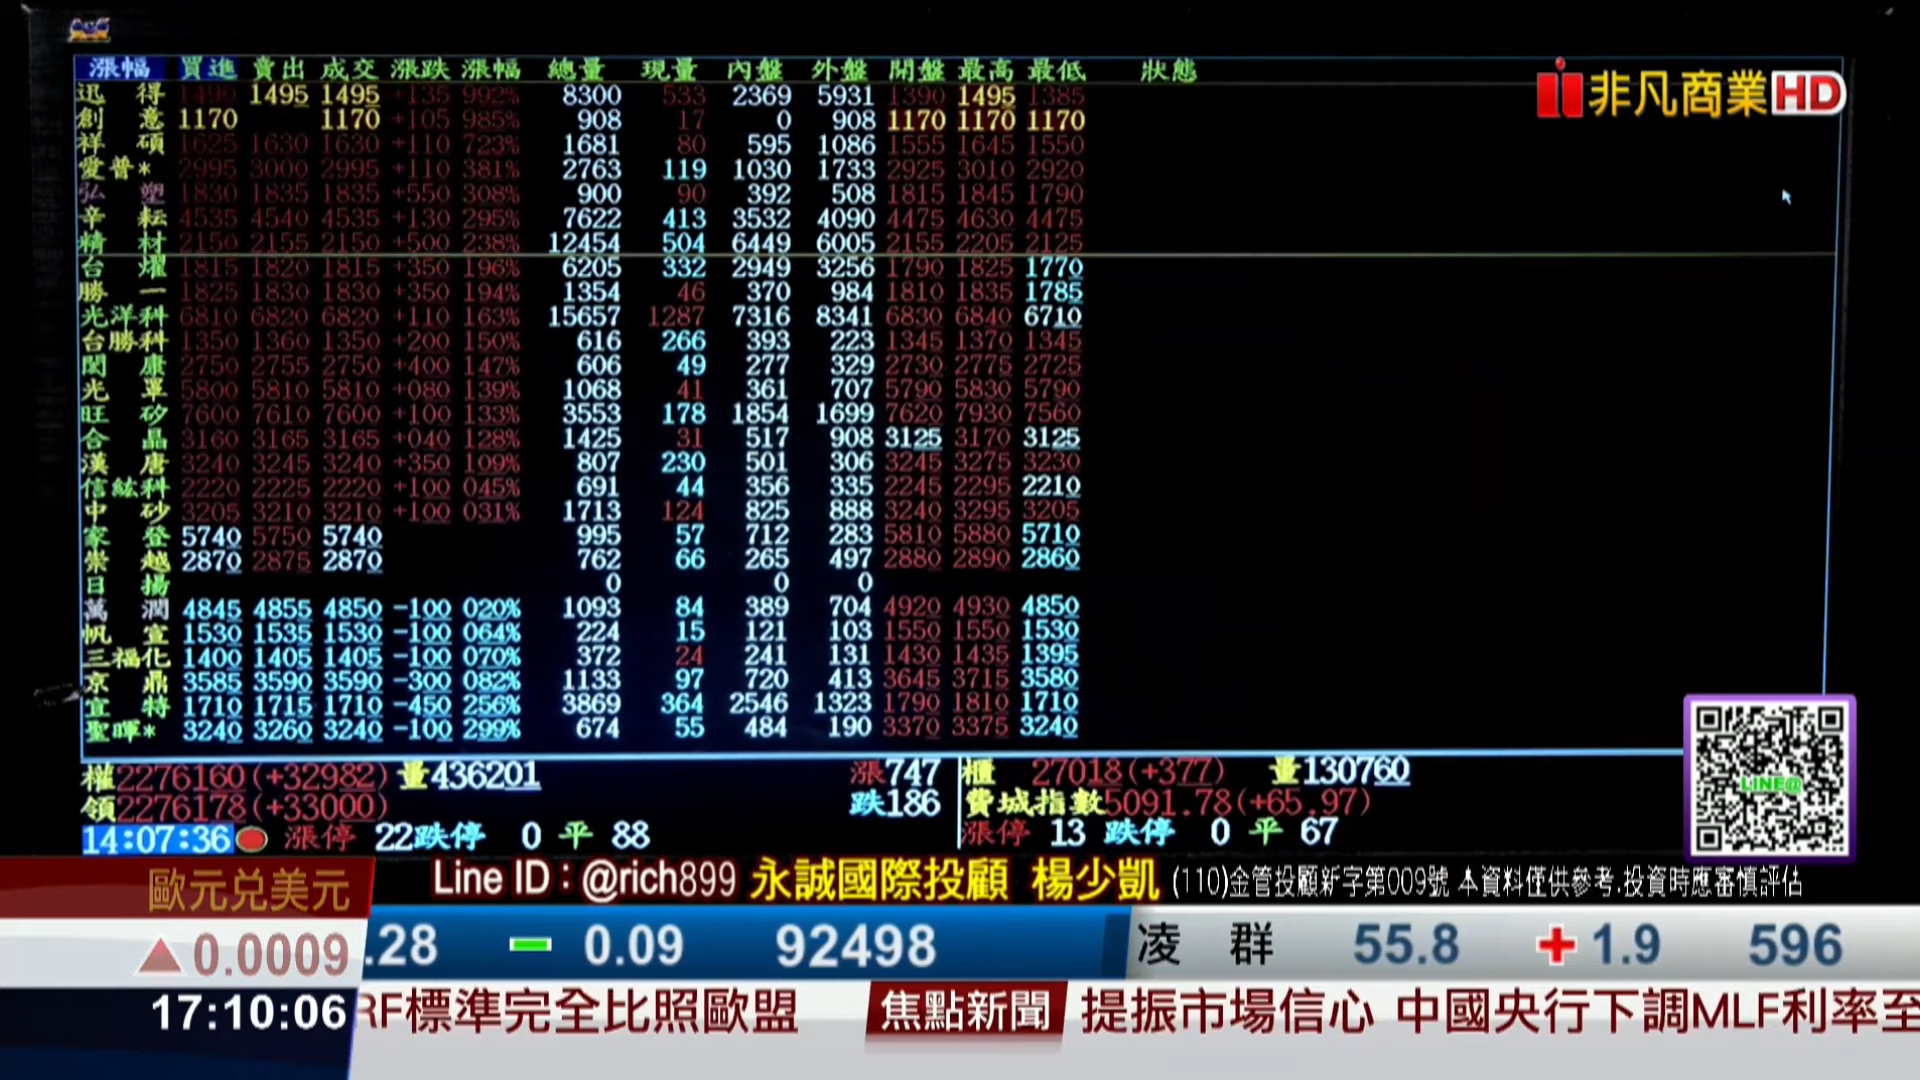 漲幅 買進 賣出 成交 漲跌 漲幅 總量 現量 內盤 外盤 開盤 最高 最低 狀態
迅得 1490 1495 1495 +135 992% 8300 533 2369 5931 1390 1495 1385
創意 1170 1170 +105 985% 908 17 0 908 1170 1170 1170
祥碩 1625 1630 1630 +110 723% 1681 80 595 1086 1555 1645 1550
愛普* 2995 3000 2995 +110 381% 2763 119 1030 1733 2925 3010 2920
弘塑 1830 1835 1835 +550 308% 900 90 392 508 1815 1845 1790
辛耘 4535 4540 4535 +130 295% 7622 413 3532 4090 4475 4630 4475
精材 2150 2155 2150 +500 238% 12454 504 6449 6005 2155 2205 2125
台燿 1815 1820 1815 +350 196% 6205 332 2949 3256 1790 1825 1770
勝一 1825 1830 1830 +350 194% 1354 46 370 984 1810 1835 1785
光洋科 6810 6820 6820 +110 163% 15657 1287 7316 8341 6830 6840 6710
台勝科 1350 1360 1350 +200 150% 616 266 393 223 1345 1370 1345
閎康 2750 2755 2750 +400 147% 606 49 277 329 2730 2775 2725
光罩 5800 5810 5810 +080 139% 1068 41 361 707 5790 5830 5790
旺矽 7600 7610 7600 +100 133% 3553 178 1854 1699 7620 7930 7560
合晶 3160 3165 3165 +040 128% 1425 31 517 908 3125 3170 3125
漢唐 3240 3245 3240 +350 109% 807 230 501 306 3245 3275 3230
信紘科 2220 2225 2220 +100 045% 691 44 356 335 2245 2295 2210
中砂 3205 3210 3210 +100 031% 1713 124 825 888 3240 3295 3205
家登 5740 5750 5740 995 57 712 283 5810 5880 5710
崇越 2870 2875 2870 762 66 265 497 2880 2890 2860
日揚 0 0 0
萬潤 4845 4855 4850 -100 020% 1093 84 389 704 4920 4930 4850
帆宣 1530 1535 1530 -100 064% 224 15 121 103 1550 1550 1530
三福化 1400 1405 1405 -100 070% 372 24 241 131 1430 1435 1395
京鼎 3585 3590 3590 -300 082% 1133 97 720 413 3645 3715 3580
宜特 1710 1715 1710 -450 256% 3869 364 2546 1323 1790 1810 1710
聖暉* 3240 3260 3240 -100 299% 674 55 484 190 3370 3375 3240
權2276160(+32982) 量436201 漲747 櫃 27018(+377) 量130760
領2276178(+33000) 跌186 費城指數5091.78(+65.97)
14:07:36 漲停 22跌停 0 平 88 漲停 13 跌停 0 平 67
非凡商業HD
LINE@
Line ID:@rich899 永誠國際投顧 楊少凱 (110)金管投顧新字第009號 本資料僅供參考.投資時應審慎評估
歐元兌美元
▲0.0009
.28 0.09 92498 凌群 55.8 +1.9 596
17:10:06
RF標準完全比照歐盟 焦點新聞 提振市場信心 中國央行下調MLF利率至